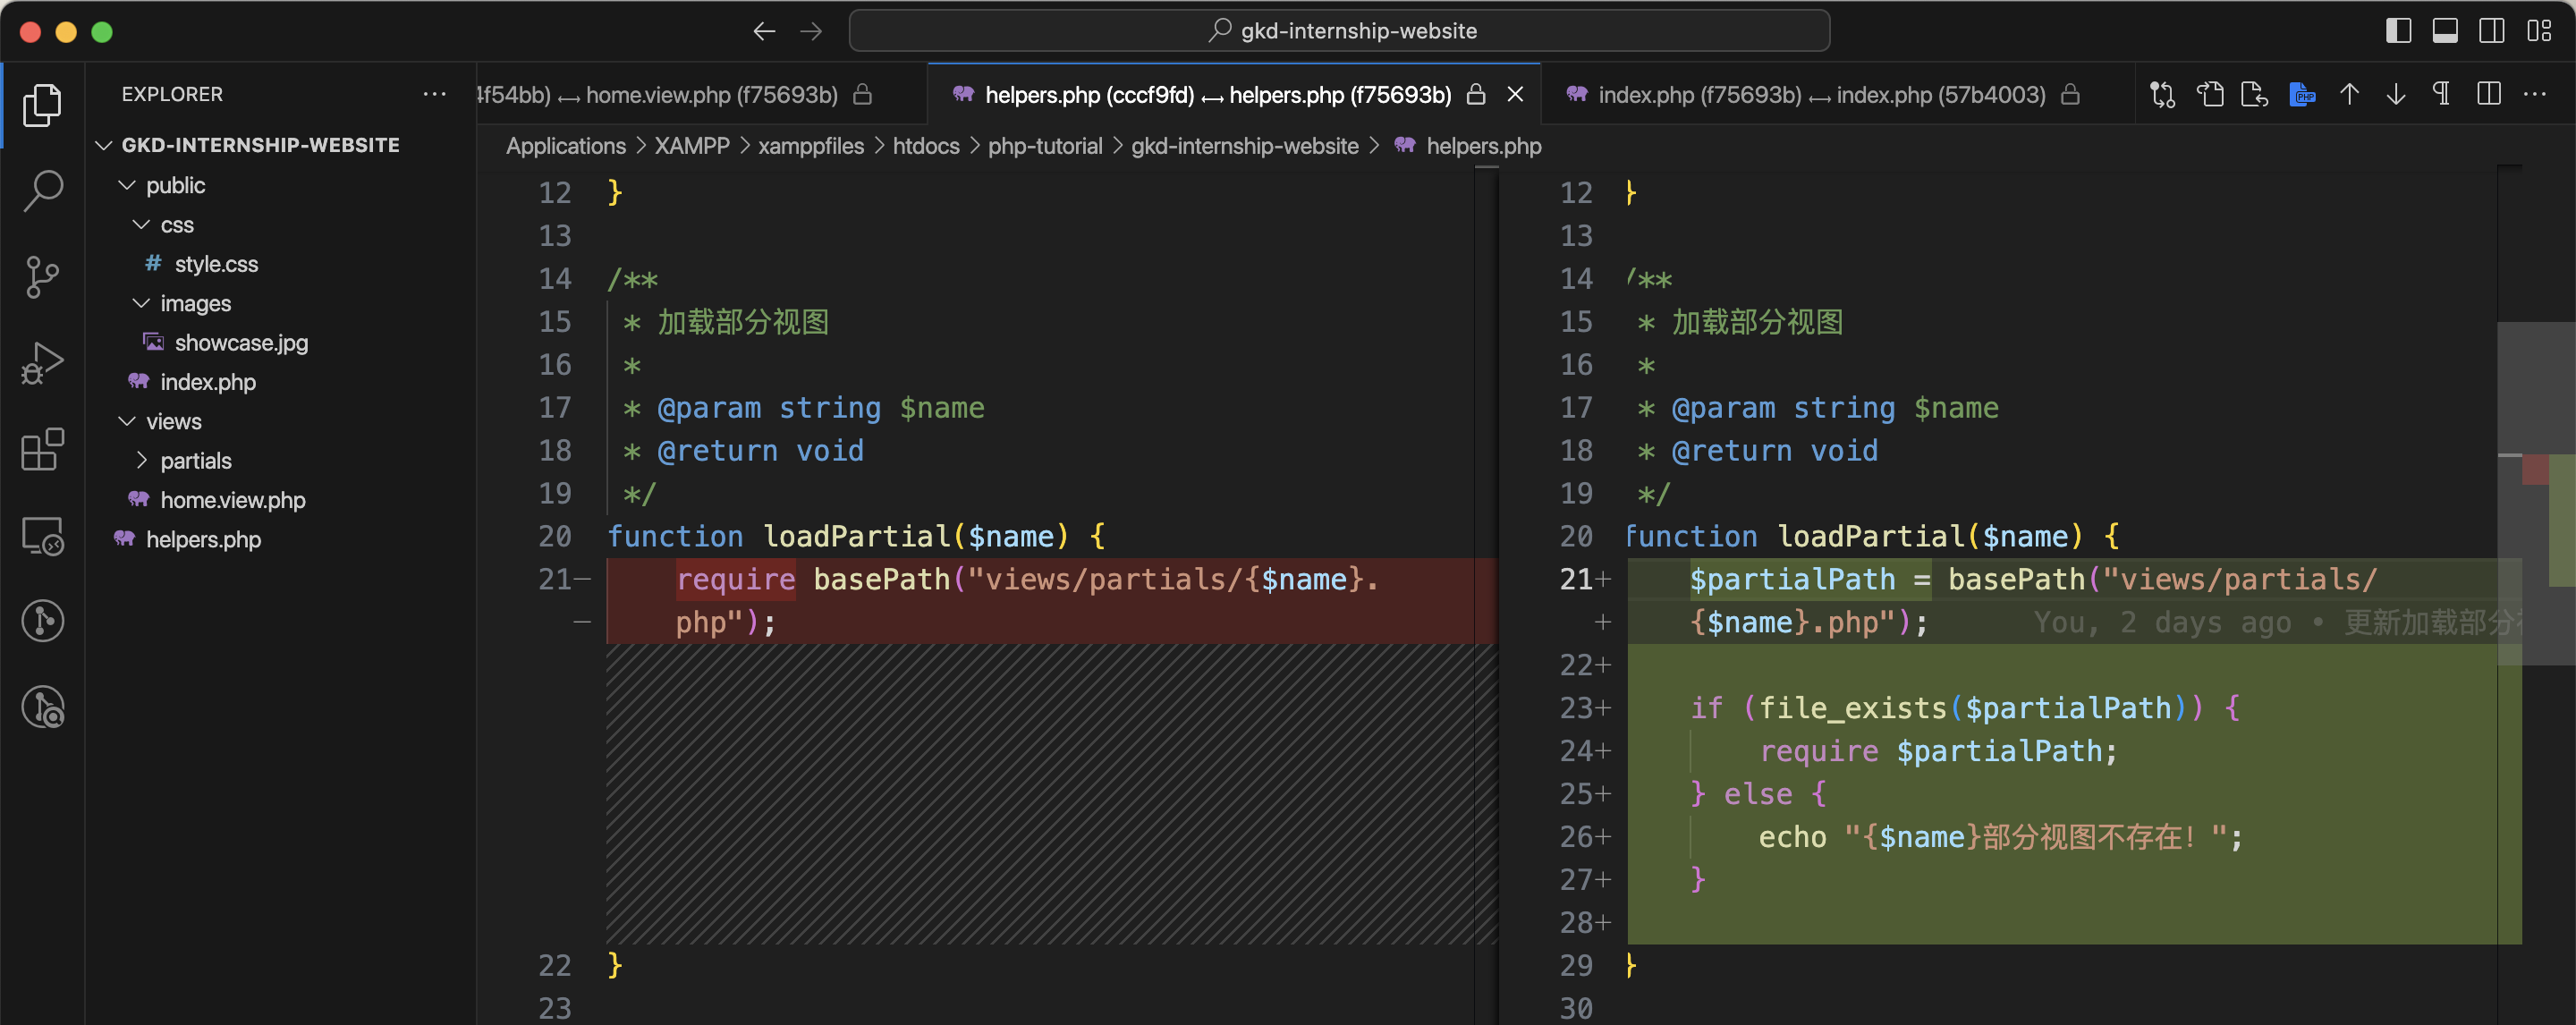 gkd-internship-website
EXPLORER
4f54bb) ↔ home.view.php (f75693b)
helpers.php (cccf9fd) ↔ helpers.php (f75693b)
index.php (f75693b) ↔ index.php (57b4003)
GKD-INTERNSHIP-WEBSITE
public
css
# style.css
images
showcase.jpg
index.php
views
partials
home.view.php
helpers.php
Applications > XAMPP > xamppfiles > htdocs > php-tutorial > gkd-internship-website > helpers.php
12 }
13
14 /**
15 * 加载部分视图
16 *
17 * @param string $name
18 * @return void
19 */
20 function loadPartial($name) {
21− require basePath("views/partials/{$name}.
− php");
22 }
23
12 }
13
14 /**
15 * 加载部分视图
16 *
17 * @param string $name
18 * @return void
19 */
20 function loadPartial($name) {
21+ $partialPath = basePath("views/partials/
+ {$name}.php"); You, 2 days ago • 更新加载部分
22+
23+ if (file_exists($partialPath)) {
24+ require $partialPath;
25+ } else {
26+ echo "{$name}部分视图不存在！";
27+ }
28+
29 }
30